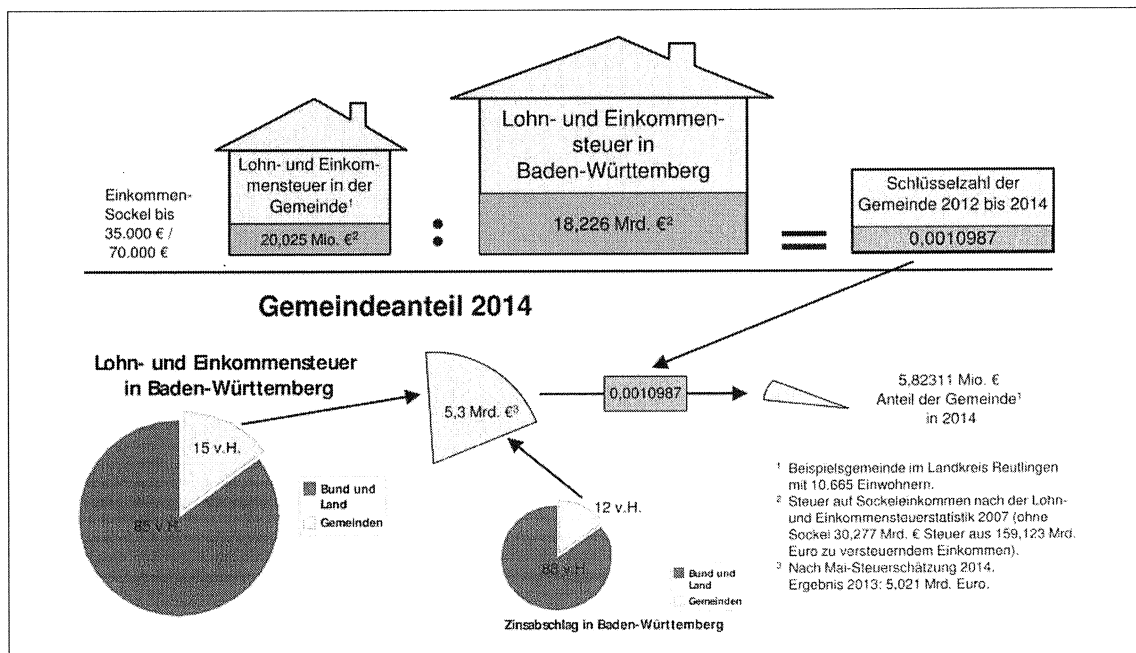 Einkommen-
Sockel bis
35.000 € /
70.000 €
Lohn- und Einkom-
mensteuer in der
Gemeinde¹
20,025 Mio. €²
:
Lohn- und Einkommen-
steuer in
Baden-Württemberg
18,226 Mrd. €²
=
Schlüsselzahl der
Gemeinde 2012 bis 2014
0,0010987
Gemeindeanteil 2014
Lohn- und Einkommensteuer
in Baden-Württemberg
15 v.H.
85 v.H.
Bund und
Land
Gemeinden
5,3 Mrd. €³
0,0010987
5,82311 Mio. €
Anteil der Gemeinde¹
in 2014
12 v.H.
88 v.H.
Bund und
Land
Gemeinden
Zinsabschlag in Baden-Württemberg
¹ Beispielsgemeinde im Landkreis Reutlingen
mit 10.665 Einwohnern.
² Steuer auf Sockeleinkommen nach der Lohn-
und Einkommensteuerstatistik 2007 (ohne
Sockel 30,277 Mrd. € Steuer aus 159,123 Mrd.
Euro zu versteuerndem Einkommen).
³ Nach Mai-Steuerschätzung 2014.
Ergebnis 2013: 5,021 Mrd. Euro.